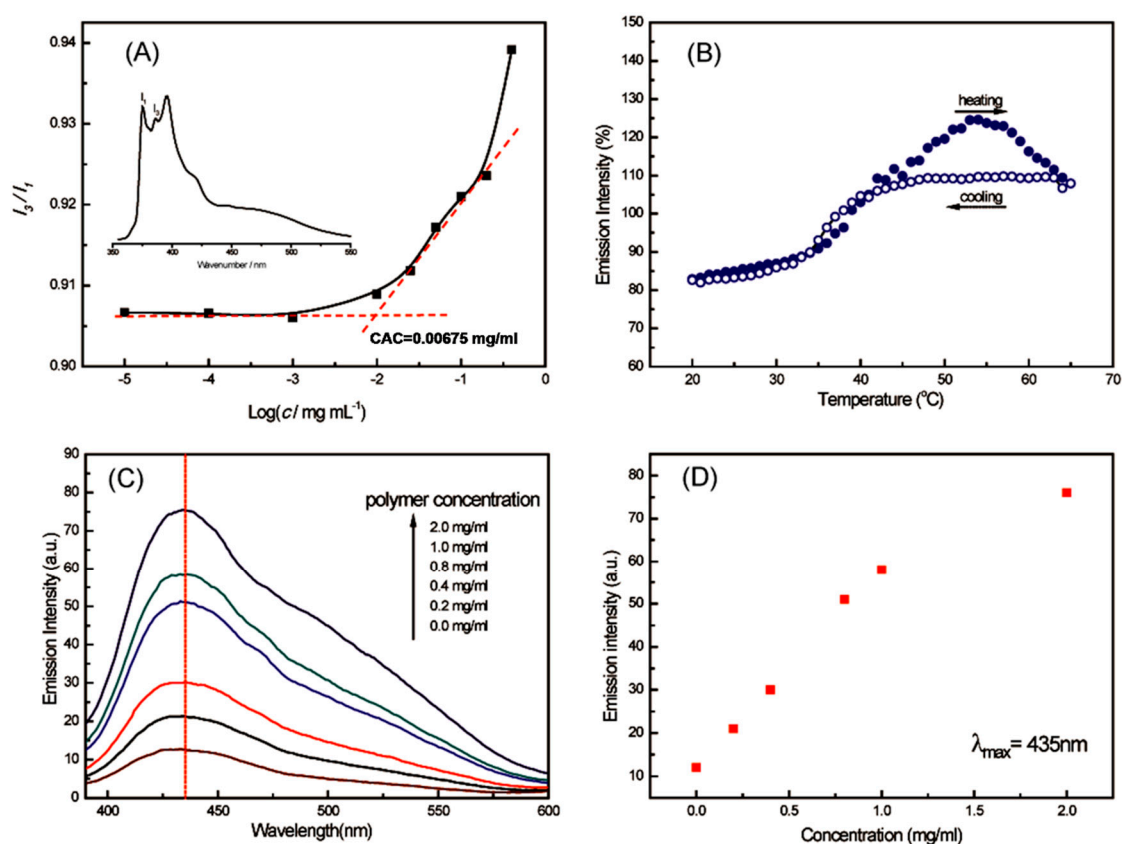 (A)
0.94
0.93
0.92
0.91
0.90
I3 / I1
I1
I3
350 400 450 500 550
Wavenumber / nm
CAC=0.00675 mg/ml
-5 -4 -3 -2 -1 0
Log(c / mg mL-1)
(B)
150
140
130
120
110
100
90
80
70
60
Emission Intensity (%)
heating
cooling
20 30 40 50 60 70
Temperature (°C)
(C)
90
80
70
60
50
40
30
20
10
0
Emission Intensity (a.u.)
polymer concentration
2.0 mg/ml
1.0 mg/ml
0.8 mg/ml
0.4 mg/ml
0.2 mg/ml
0.0 mg/ml
400 450 500 550 600
Wavelength(nm)
(D)
80
70
60
50
40
30
20
10
Emission intensity (a.u.)
λmax= 435nm
0.0 0.5 1.0 1.5 2.0
Concentration (mg/ml)